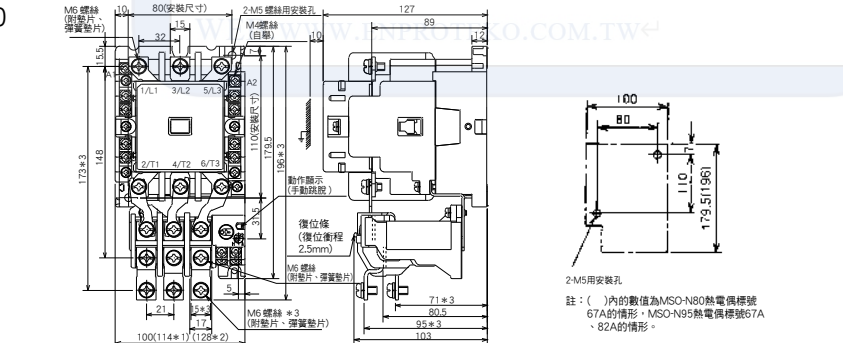 WWW.INPROTEKO.COM.TW
M6 螺絲
(附墊片、
彈簧墊片)
10
80(安裝尺寸)
15
32
2-M5 螺絲用安裝孔
M4螺絲
(自舉)
127
89
12
10
15.5
7
A1
A2
1/L1 3/L2 5/L3
2/T1 4/T2 6/T3
173*3
148
110(安裝尺寸)
179.5
196*3
31.5
4
動作顯示
(手動跳脫)
復位條
(復位衝程
2.5mm)
M6 螺絲
(附墊片、彈簧墊片)
5
21
15*3
17
M6 螺絲 *3
(附墊片、彈簧墊片)
100(114*1)(128*2)
71*3
80.5
95*3
103
100
80
7
110
179.5(196)
2-M5用安裝孔
註:( )內的數值為MSO-N80熱電偶標號
67A的情形,MSO-N95熱電偶標號67A
、82A的情形。